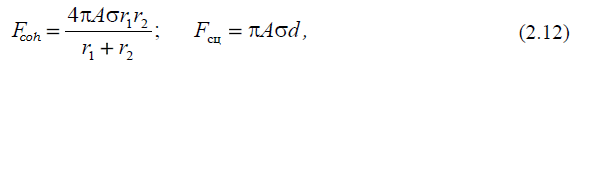 F_coh = 4πAσr₁r₂ / (r₁ + r₂); F_сц = πAσd, (2.12)